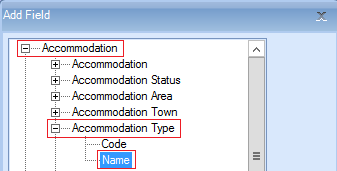 Add Field
Accommodation
Accommodation
Accommodation Status
Accommodation Area
Accommodation Town
Accommodation Type
Code
Name